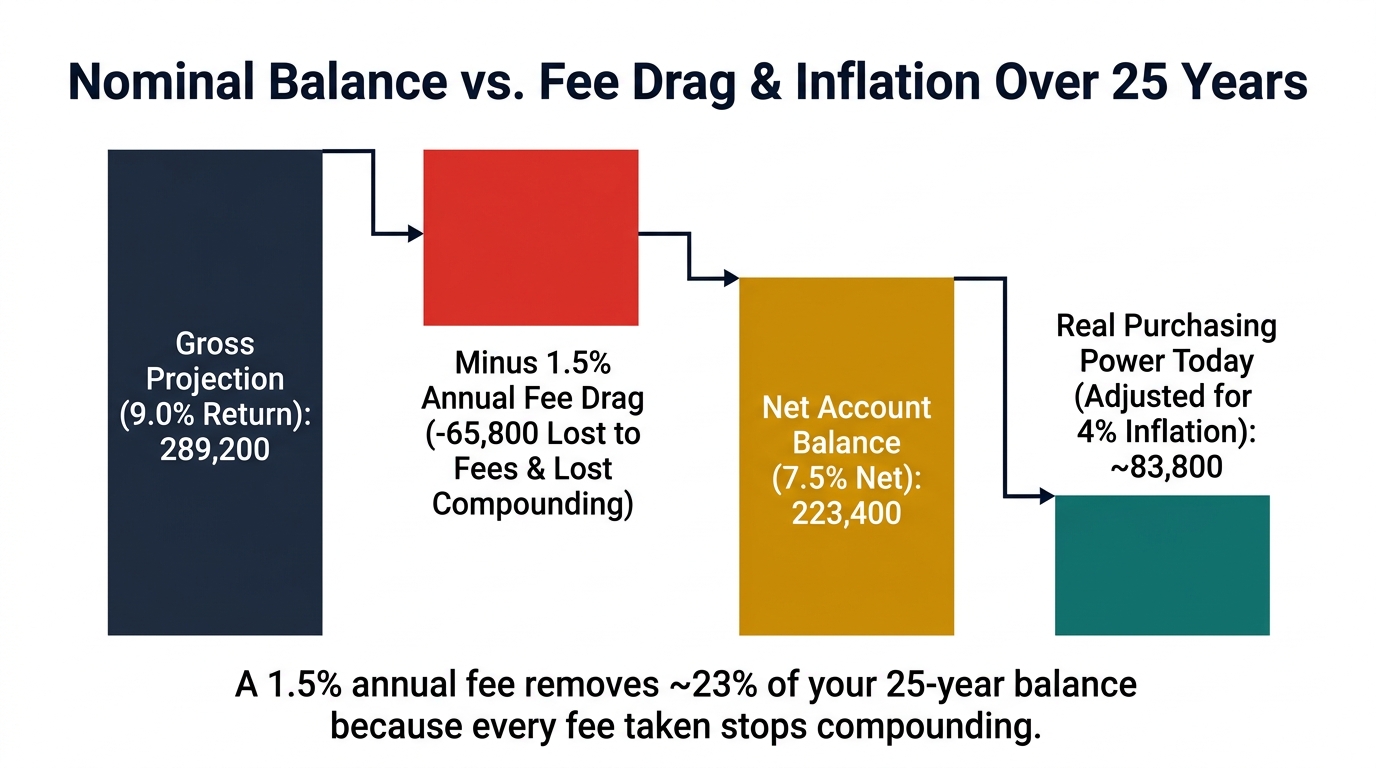 Nominal Balance vs. Fee Drag & Inflation Over 25 Years
Gross
Projection
(9.0% Return):
289,200
Minus 1.5%
Annual Fee Drag
(-65,800 Lost to
Fees & Lost
Compounding)
Net Account
Balance
(7.5% Net):
223,400
Real Purchasing
Power Today
(Adjusted for
4% Inflation):
~83,800
A 1.5% annual fee removes ~23% of your 25-year balance
because every fee taken stops compounding.